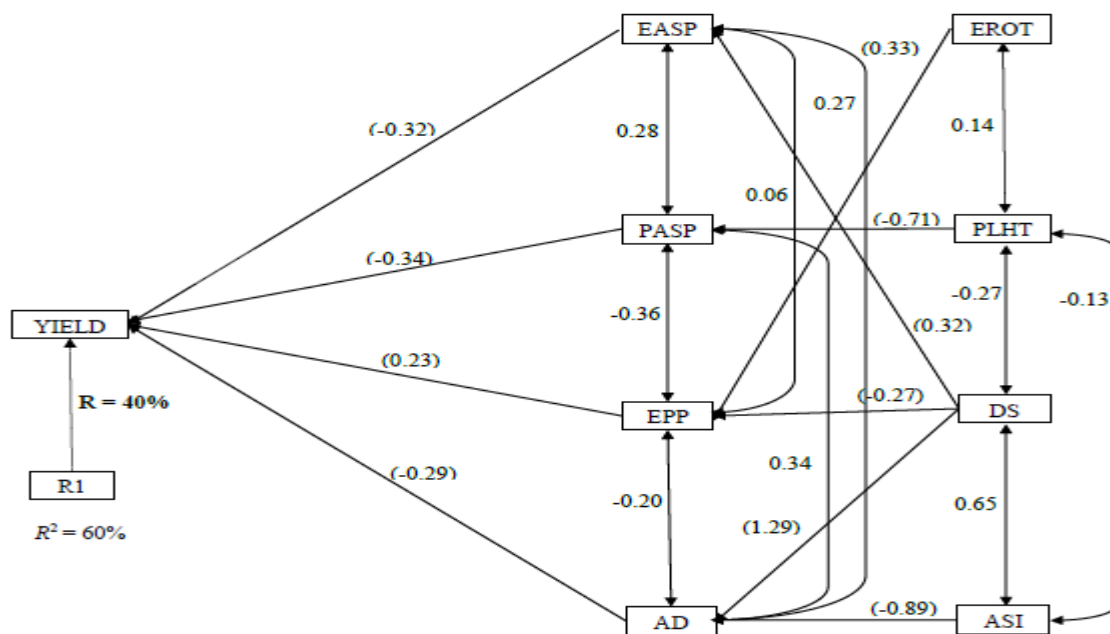 EASP
EROT
(0.33)
0.27
(-0.32)
0.28
0.14
0.06
PASP
(-0.71)
PLHT
(-0.34)
-0.36
-0.27
-0.13
YIELD
(0.32)
(0.23)
R = 40%
EPP
(-0.27)
DS
R1
(-0.29)
0.34
-0.20
0.65
R² = 60%
(1.29)
AD
(-0.89)
ASI